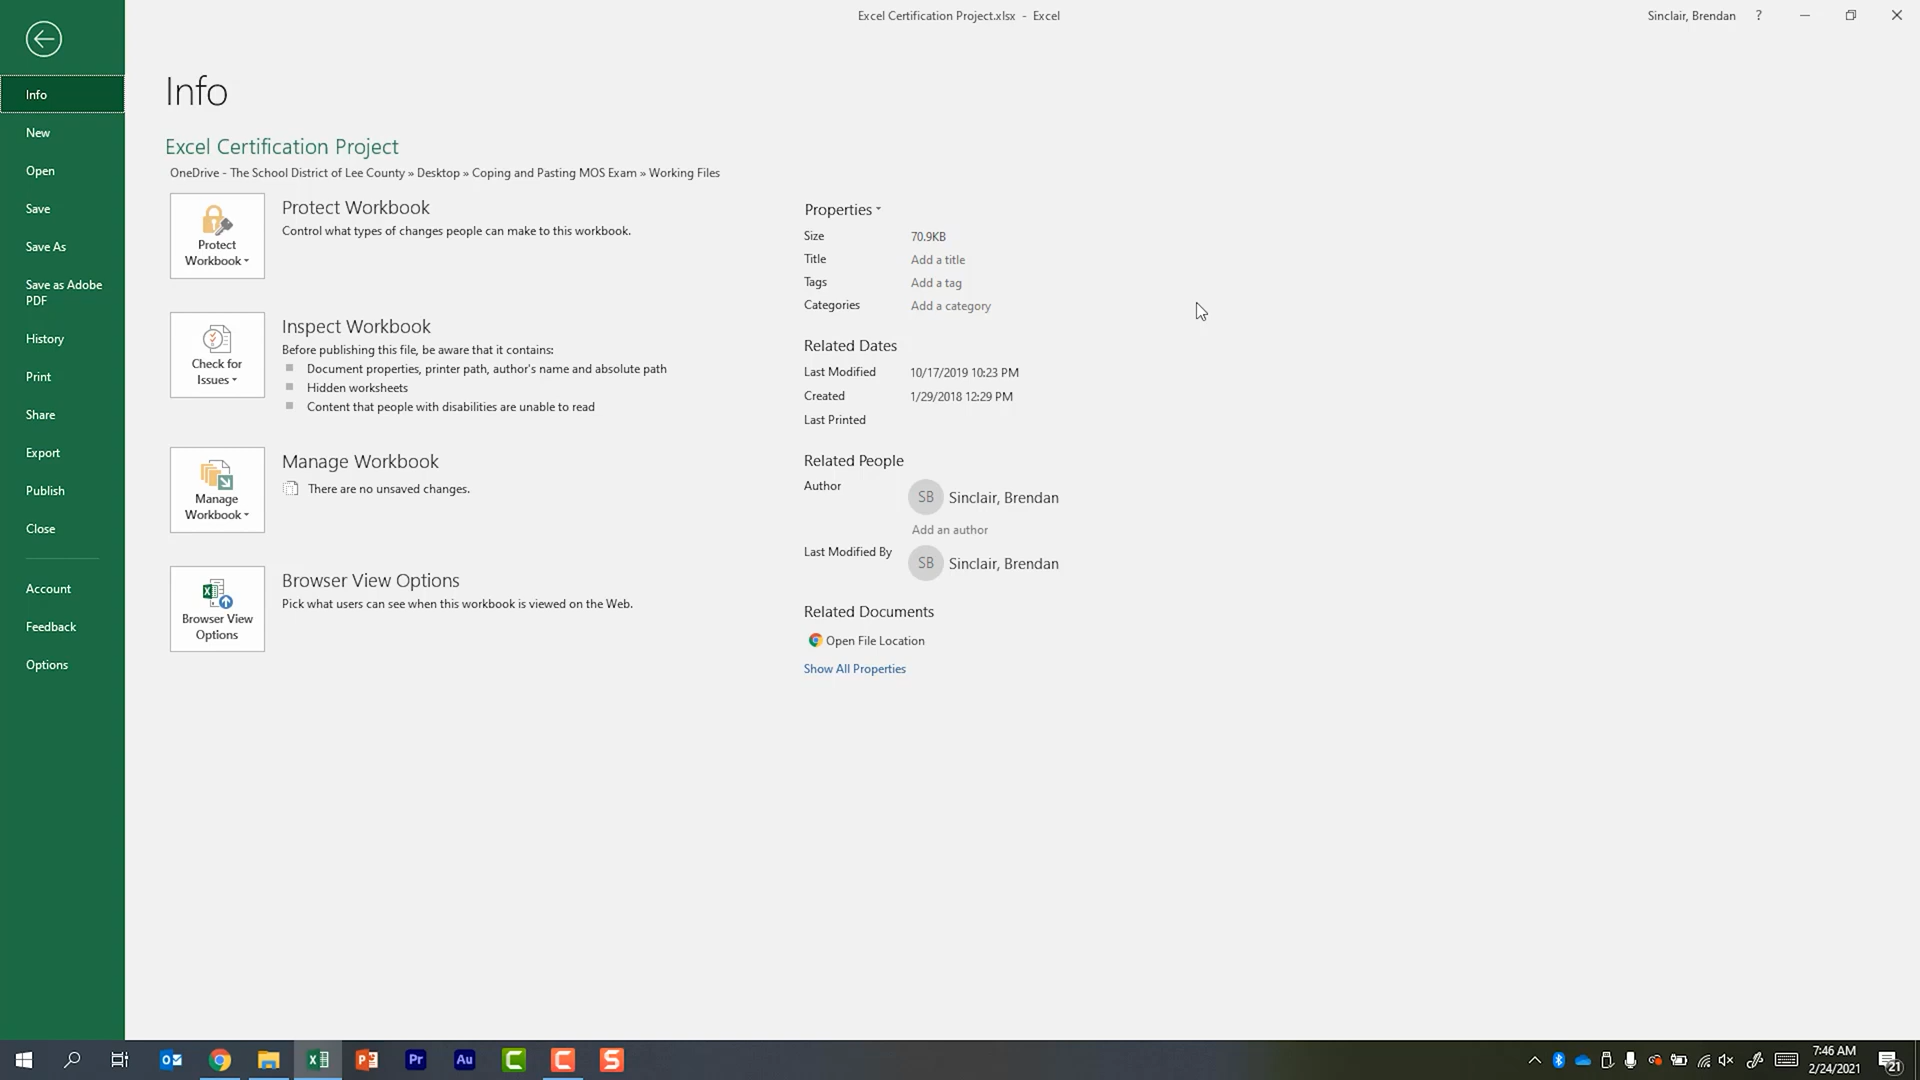 Excel Certification Project.xlsx - Excel
Sinclair, Brendan
?
Info
New
Open
Save
Save As
Save as Adobe
PDF
History
Print
Share
Export
Publish
Close
Account
Feedback
Options
Info
Excel Certification Project
OneDrive - The School District of Lee County » Desktop » Coping and Pasting MOS Exam » Working Files
Protect
Workbook
Protect Workbook
Control what types of changes people can make to this workbook.
Check for
Issues
Inspect Workbook
Before publishing this file, be aware that it contains:
Document properties, printer path, author's name and absolute path
Hidden worksheets
Content that people with disabilities are unable to read
Manage
Workbook
Manage Workbook
There are no unsaved changes.
Browser View
Options
Browser View Options
Pick what users can see when this workbook is viewed on the Web.
Properties
Size 70.9KB
Title Add a title
Tags Add a tag
Categories Add a category
Related Dates
Last Modified 10/17/2019 10:23 PM
Created 1/29/2018 12:29 PM
Last Printed
Related People
Author SB Sinclair, Brendan
Add an author
Last Modified By SB Sinclair, Brendan
Related Documents
Open File Location
Show All Properties
Pr
Au
7:46 AM
2/24/2021
21